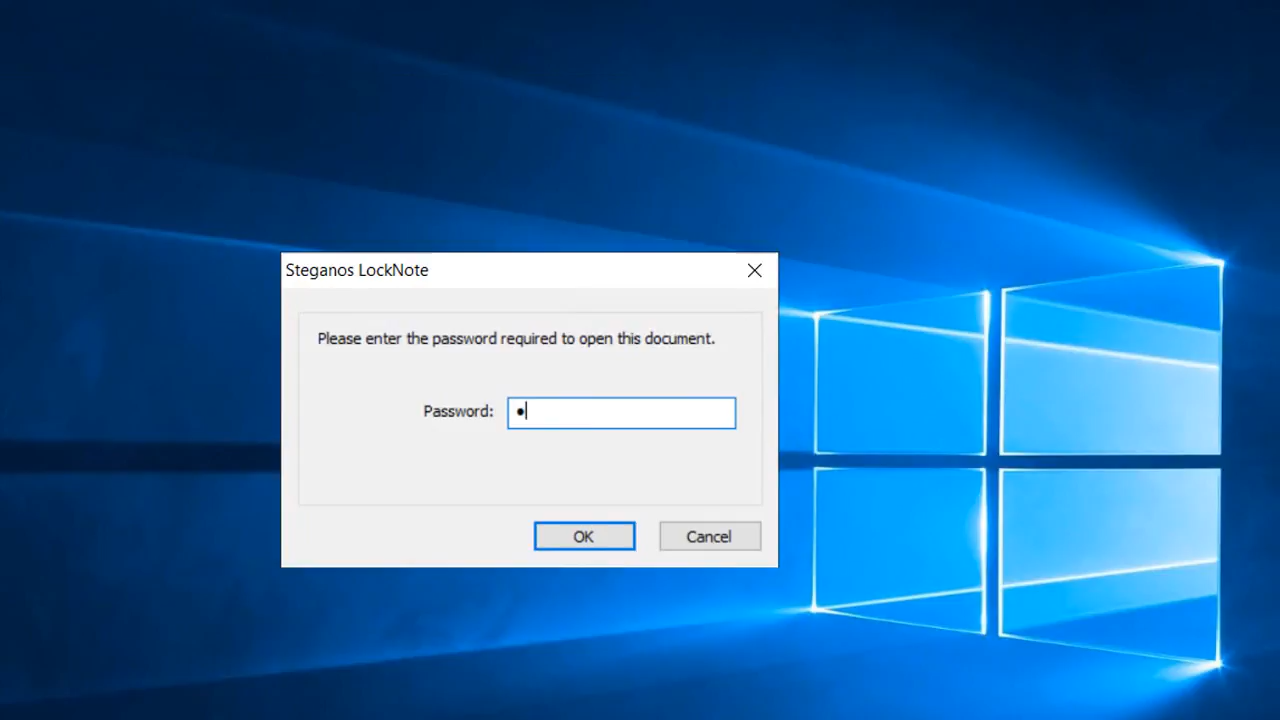 Steganos LockNote
Please enter the password required to open this document.
Password: ●
OK Cancel